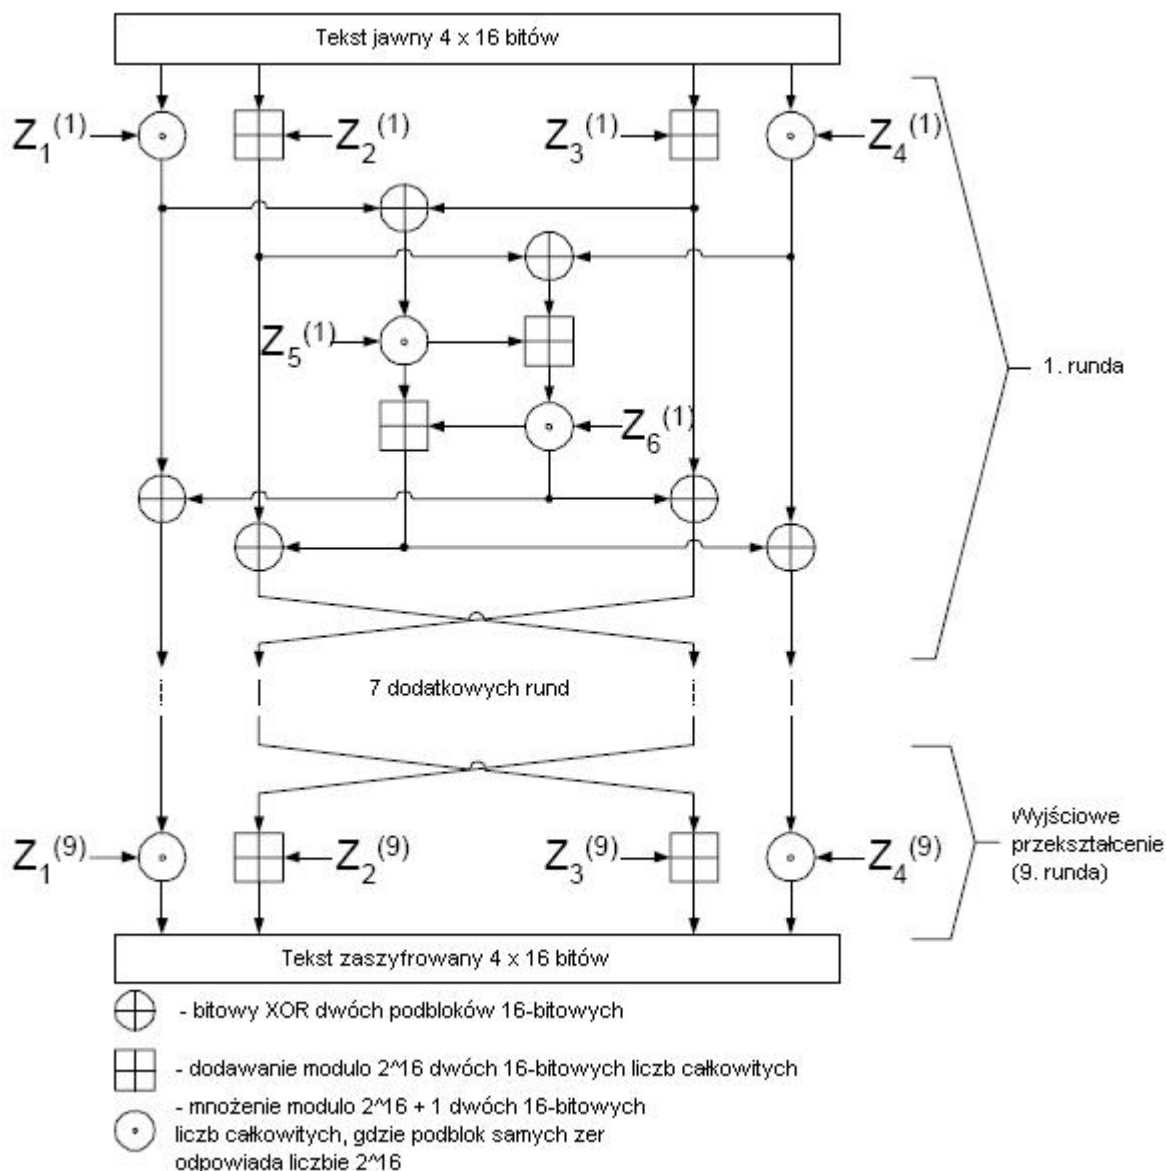 Tekst jawny 4 x 16 bitów
Z₁⁽¹⁾ Z₂⁽¹⁾ Z₃⁽¹⁾ Z₄⁽¹⁾
Z₅⁽¹⁾
1. runda
Z₆⁽¹⁾
7 dodatkowych rund
Z₁⁽⁹⁾ Z₂⁽⁹⁾ Z₃⁽⁹⁾ Z₄⁽⁹⁾
Wyjściowe
przekształcenie
(9. runda)
Tekst zaszyfrowany 4 x 16 bitów
- bitowy XOR dwóch podbloków 16-bitowych
- dodawanie modulo 2^16 dwóch 16-bitowych liczb całkowitych
- mnożenie modulo 2^16 + 1 dwóch 16-bitowych
liczb całkowitych, gdzie podblok samych zer
odpowiada liczbie 2^16